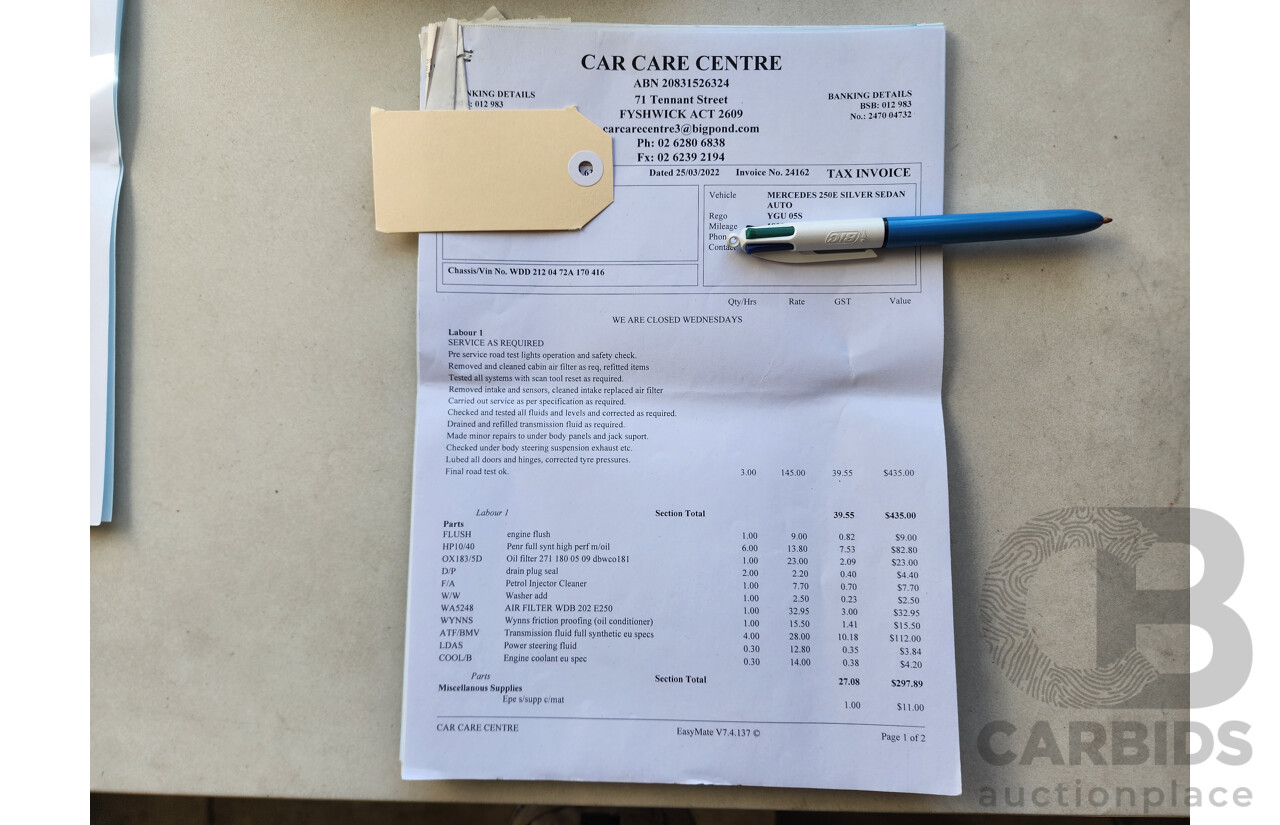 CAR CARE CENTRE
ABN 20831526324
NKING DETAILS
: 012 983
71 Tennant Street
FYSHWICK ACT 2609
carcarecentre3@bigpond.com
Ph: 02 6280 6838
Fx: 02 6239 2194
BANKING DETAILS
BSB: 012 983
No.: 2470 04732
Dated 25/03/2022 Invoice No. 24162 TAX INVOICE
Vehicle MERCEDES 250E SILVER SEDAN
AUTO
Rego YGU 05S
Mileage
Phon
Contac
BIC
Chassis/Vin No. WDD 212 04 72A 170 416
Qty/Hrs Rate GST Value
WE ARE CLOSED WEDNESDAYS
Labour 1
SERVICE AS REQUIRED
Pre service road test lights operation and safety check.
Removed and cleaned cabin air filter as req, refitted items
Tested all systems with scan tool reset as required.
Removed intake and sensors, cleaned intake replaced air filter
Carried out service as per specification as required.
Checked and tested all fluids and levels and corrected as required.
Drained and refilled transmission fluid as required.
Made minor repairs to under body panels and jack suport.
Checked under body steering suspension exhaust etc.
Lubed all doors and hinges, corrected tyre pressures.
Final road test ok. 3.00 145.00 39.55 $435.00
Labour 1 Section Total 39.55 $435.00
Parts
FLUSH engine flush 1.00 9.00 0.82 $9.00
HP10/40 Penr full synt high perf m/oil 6.00 13.80 7.53 $82.80
OX183/5D Oil filter 271 180 05 09 dbwco181 1.00 23.00 2.09 $23.00
D/P drain plug seal 2.00 2.20 0.40 $4.40
F/A Petrol Injector Cleaner 1.00 7.70 0.70 $7.70
W/W Washer add 1.00 2.50 0.23 $2.50
WA5248 AIR FILTER WDB 202 E250 1.00 32.95 3.00 $32.95
WYNNS Wynns friction proofing (oil conditioner) 1.00 15.50 1.41 $15.50
ATF/BMV Transmission fluid full synthetic eu specs 4.00 28.00 10.18 $112.00
LDAS Power steering fluid 0.30 12.80 0.35 $3.84
COOL/B Engine coolant eu spec 0.30 14.00 0.38 $4.20
Parts Section Total 27.08 $297.89
Miscellanous Supplies
Epe s/supp c/mat 1.00 $11.00
CAR CARE CENTRE EasyMate V7.4.137 © Page 1 of 2
CB
CARBIDS
auctionplace